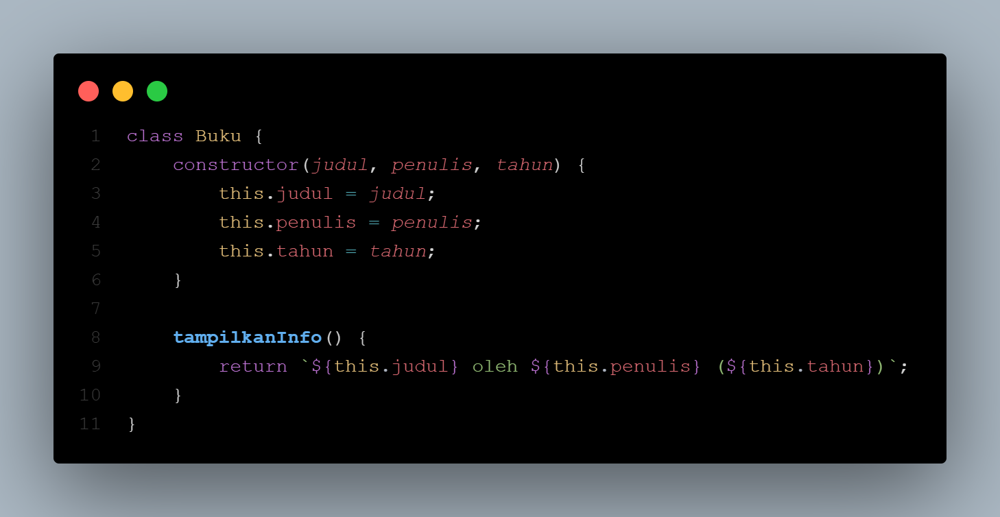 1 class Buku {
2 constructor(judul, penulis, tahun) {
3 this.judul = judul;
4 this.penulis = penulis;
5 this.tahun = tahun;
6 }
7
8 tampilkanInfo() {
9 return `${this.judul} oleh ${this.penulis} (${this.tahun})`;
10 }
11 }